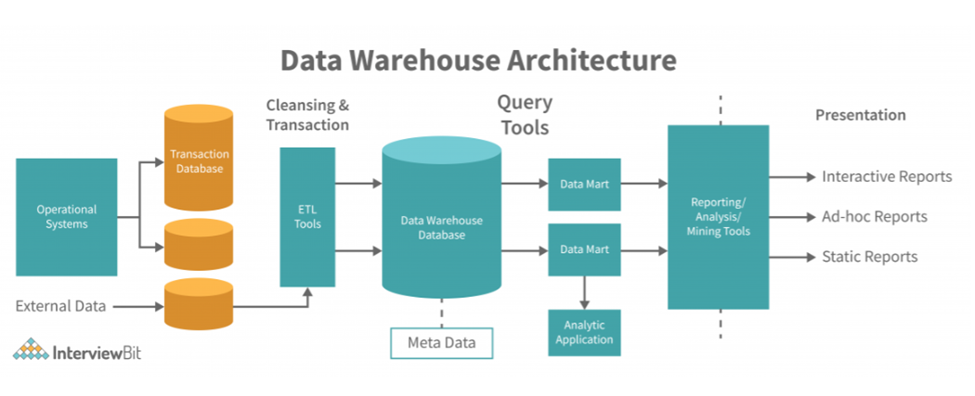 Data Warehouse Architecture
Cleansing &
Transaction
Query
Tools
Presentation
Transaction
Database
Operational
Systems
External Data
ETL
Tools
Data Warehouse
Database
Meta Data
Data Mart
Data Mart
Analytic
Application
Reporting/
Analysis/
Mining Tools
Interactive Reports
Ad-hoc Reports
Static Reports
InterviewBit